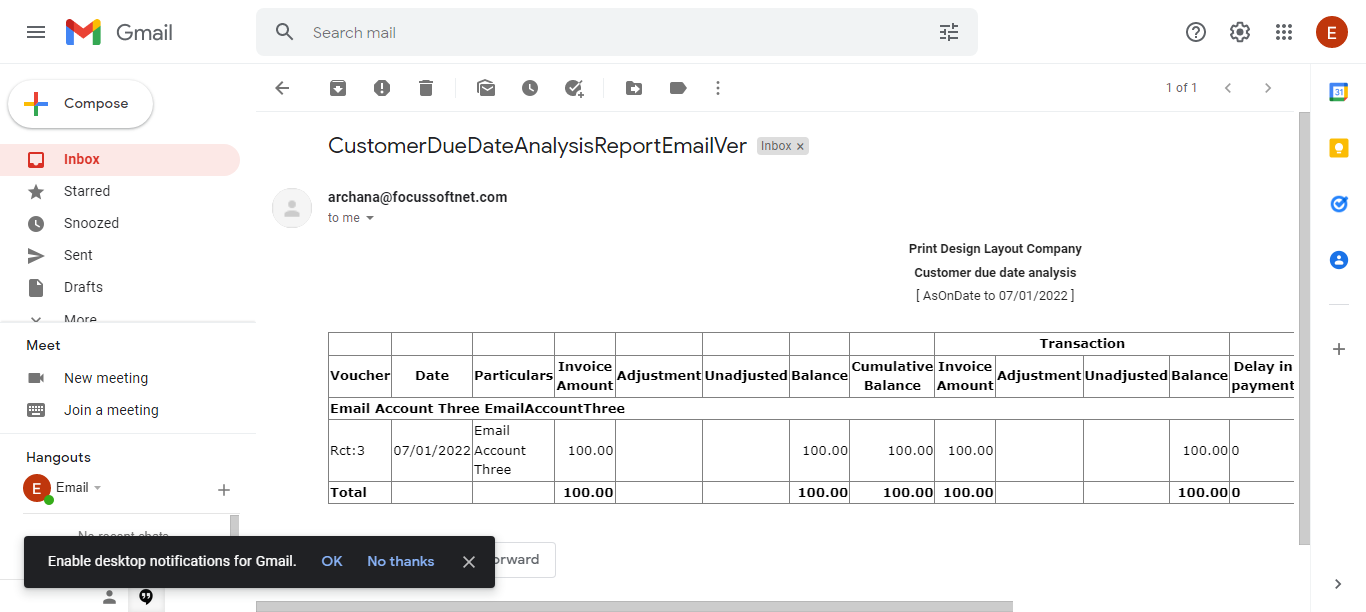 Gmail
Search mail
E
Compose
1 of 1
31
Inbox
Starred
Snoozed
Sent
Drafts
More
Meet
New meeting
Join a meeting
Hangouts
E
Email
No recent chats
CustomerDueDateAnalysisReportEmailVer Inbox ×
archana@focussoftnet.com
to me
Print Design Layout Company
Customer due date analysis
[ AsOnDate to 07/01/2022 ]
Transaction
Voucher Date Particulars Invoice Amount Adjustment Unadjusted Balance Cumulative Balance Invoice Amount Adjustment Unadjusted Balance Delay in payment
Email Account Three EmailAccountThree
Rct:3 07/01/2022 Email Account Three 100.00 100.00 100.00 100.00 100.00 0
Total 100.00 100.00 100.00 100.00 100.00 0
Enable desktop notifications for Gmail. OK No thanks
orward